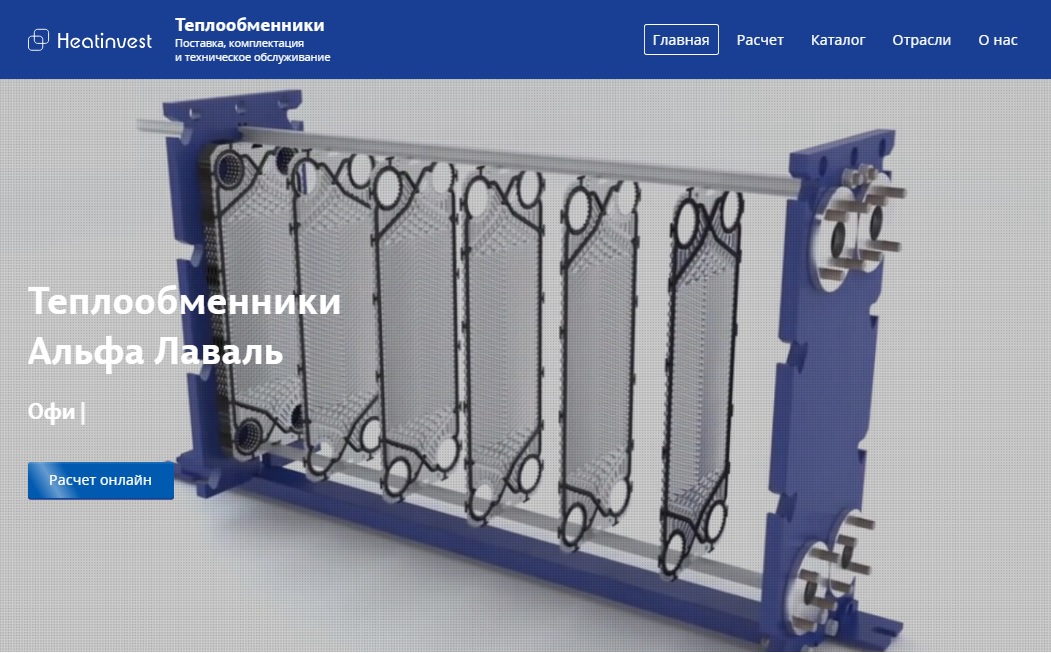 Heatinvest
Теплообменники
Поставка, комплектация
и техническое обслуживание
Главная
Расчет
Каталог
Отрасли
О нас
Теплообменники
Альфа Лаваль
Офи|
Расчет онлайн